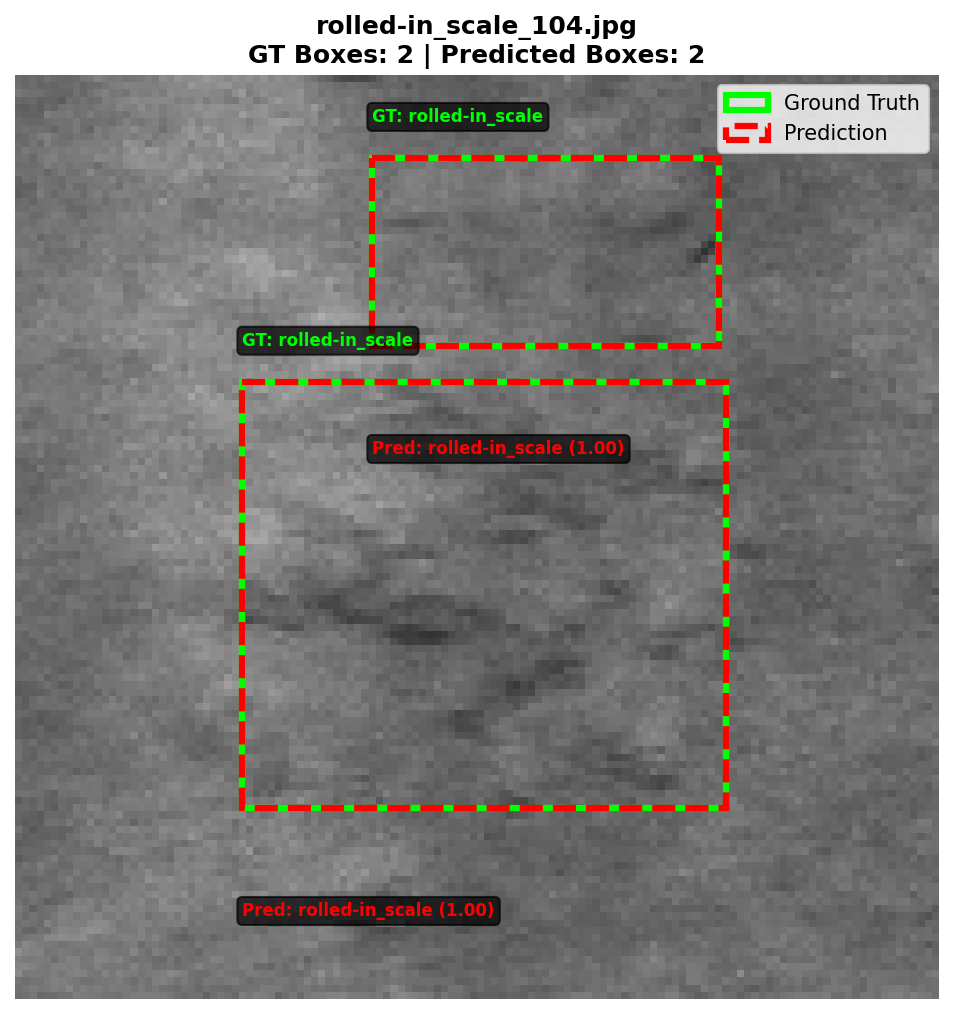 rolled-in_scale_104.jpg
GT Boxes: 2 | Predicted Boxes: 2
Ground Truth
Prediction
GT: rolled-in_scale
GT: rolled-in_scale
Pred: rolled-in_scale (1.00)
Pred: rolled-in_scale (1.00)